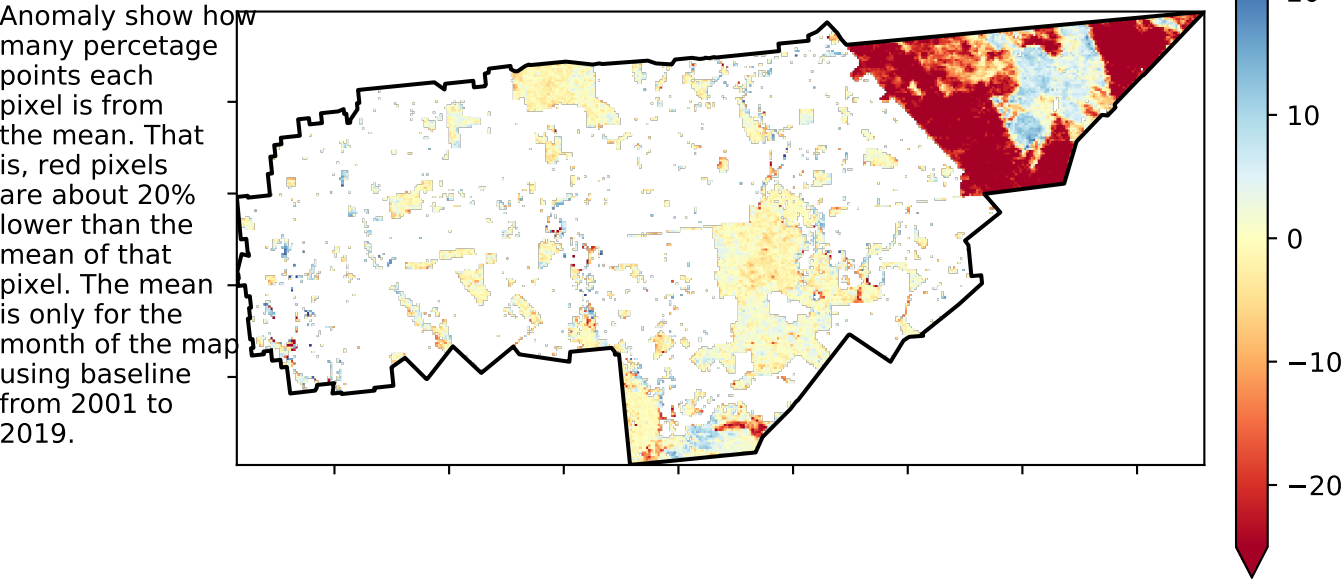 Anomaly show how
many percetage
points each
pixel is from
the mean. That
is, red pixels
are about 20%
lower than the
mean of that
pixel. The mean
is only for the
month of the map
using baseline
from 2001 to
2019.
10
0
−10
−20